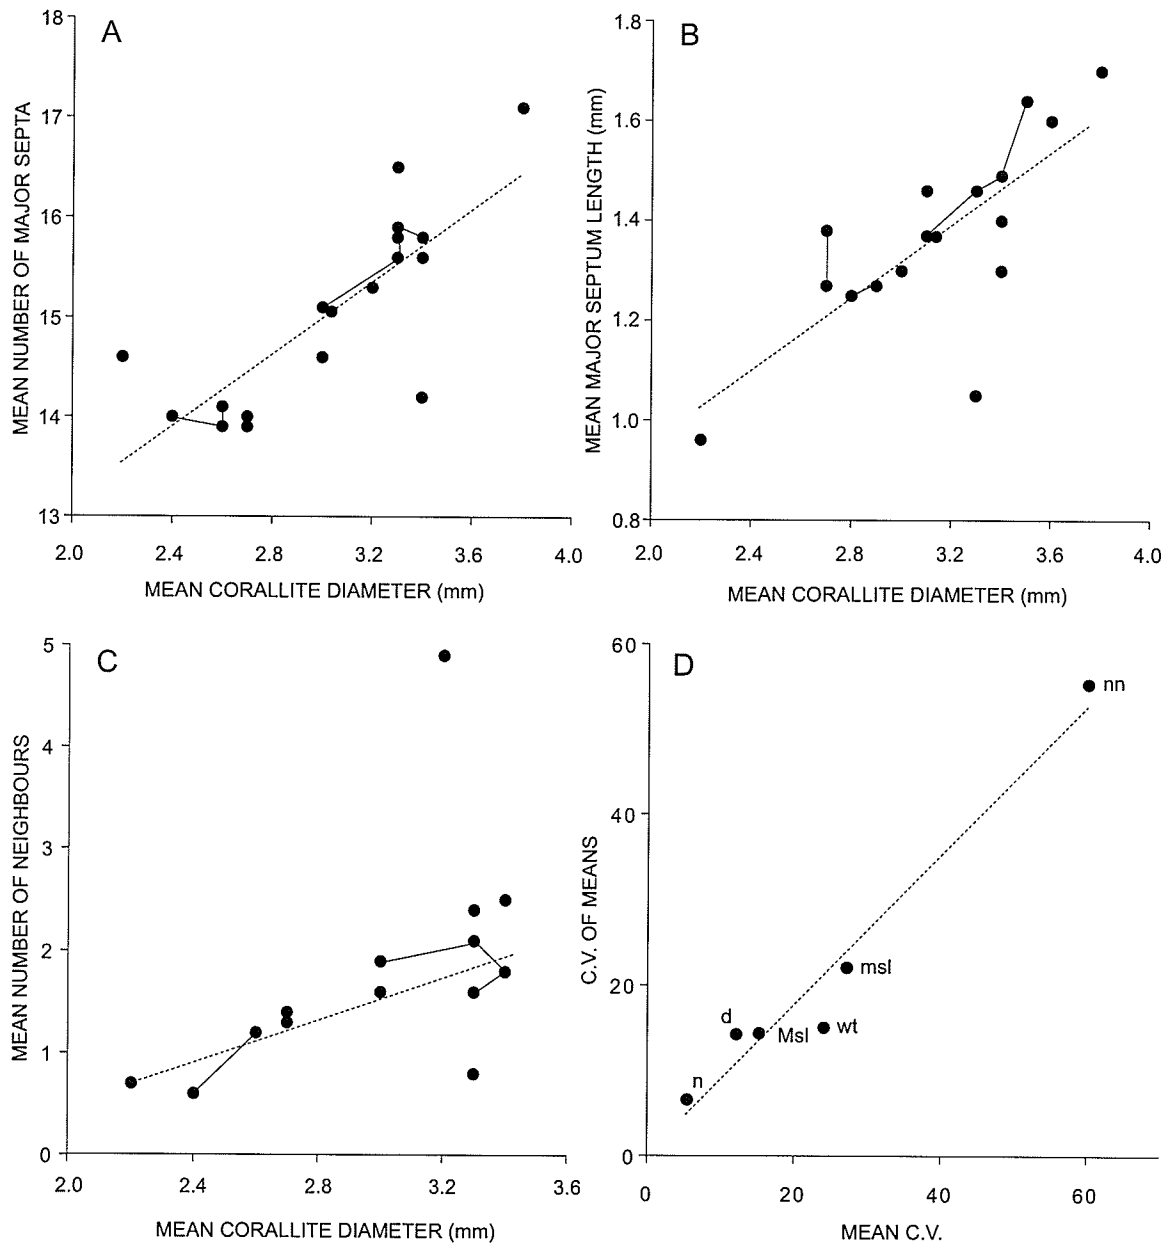 A
MEAN NUMBER OF MAJOR SEPTA
18
17
16
15
14
13
2.0 2.4 2.8 3.2 3.6 4.0
MEAN CORALLITE DIAMETER (mm)
B
MEAN MAJOR SEPTUM LENGTH (mm)
1.8
1.6
1.4
1.2
1.0
0.8
2.0 2.4 2.8 3.2 3.6 4.0
MEAN CORALLITE DIAMETER (mm)
C
MEAN NUMBER OF NEIGHBOURS
5
4
3
2
1
0
2.0 2.4 2.8 3.2 3.6
MEAN CORALLITE DIAMETER (mm)
D
C.V. OF MEANS
60
40
20
0
nn
msl
d
Msl
wt
n
0 20 40 60
MEAN C.V.